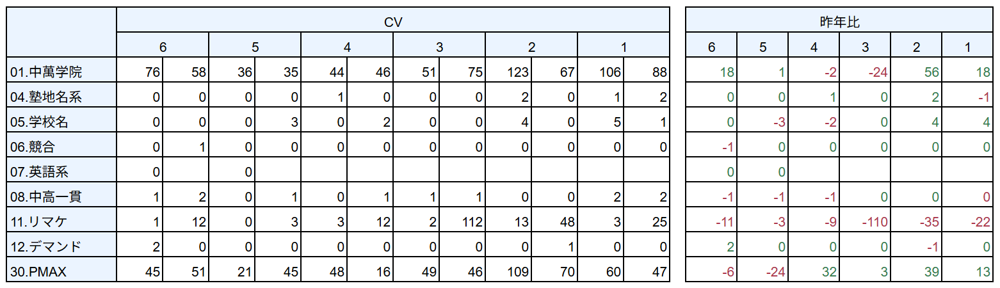 CV 昨年比
6 5 4 3 2 1 6 5 4 3 2 1
01.中萬学院 76 58 36 35 44 46 51 75 123 67 106 88 18 1 -2 -24 56 18
04.塾地名系 0 0 0 0 1 0 0 0 2 0 1 2 0 0 1 0 2 -1
05.学校名 0 0 0 3 0 2 0 0 4 0 5 1 0 -3 -2 0 4 4
06.競合 0 1 0 0 0 0 0 0 0 0 0 0 -1 0 0 0 0 0
07.英語系 0 0 0 0
08.中高一貫 1 2 0 1 0 1 1 1 0 0 2 2 -1 -1 -1 0 0 0
11.リマケ 1 12 0 3 3 12 2 112 13 48 3 25 -11 -3 -9 -110 -35 -22
12.デマンド 2 0 0 0 0 0 0 0 0 1 0 0 2 0 0 0 -1 0
30.PMAX 45 51 21 45 48 16 49 46 109 70 60 47 -6 -24 32 3 39 13